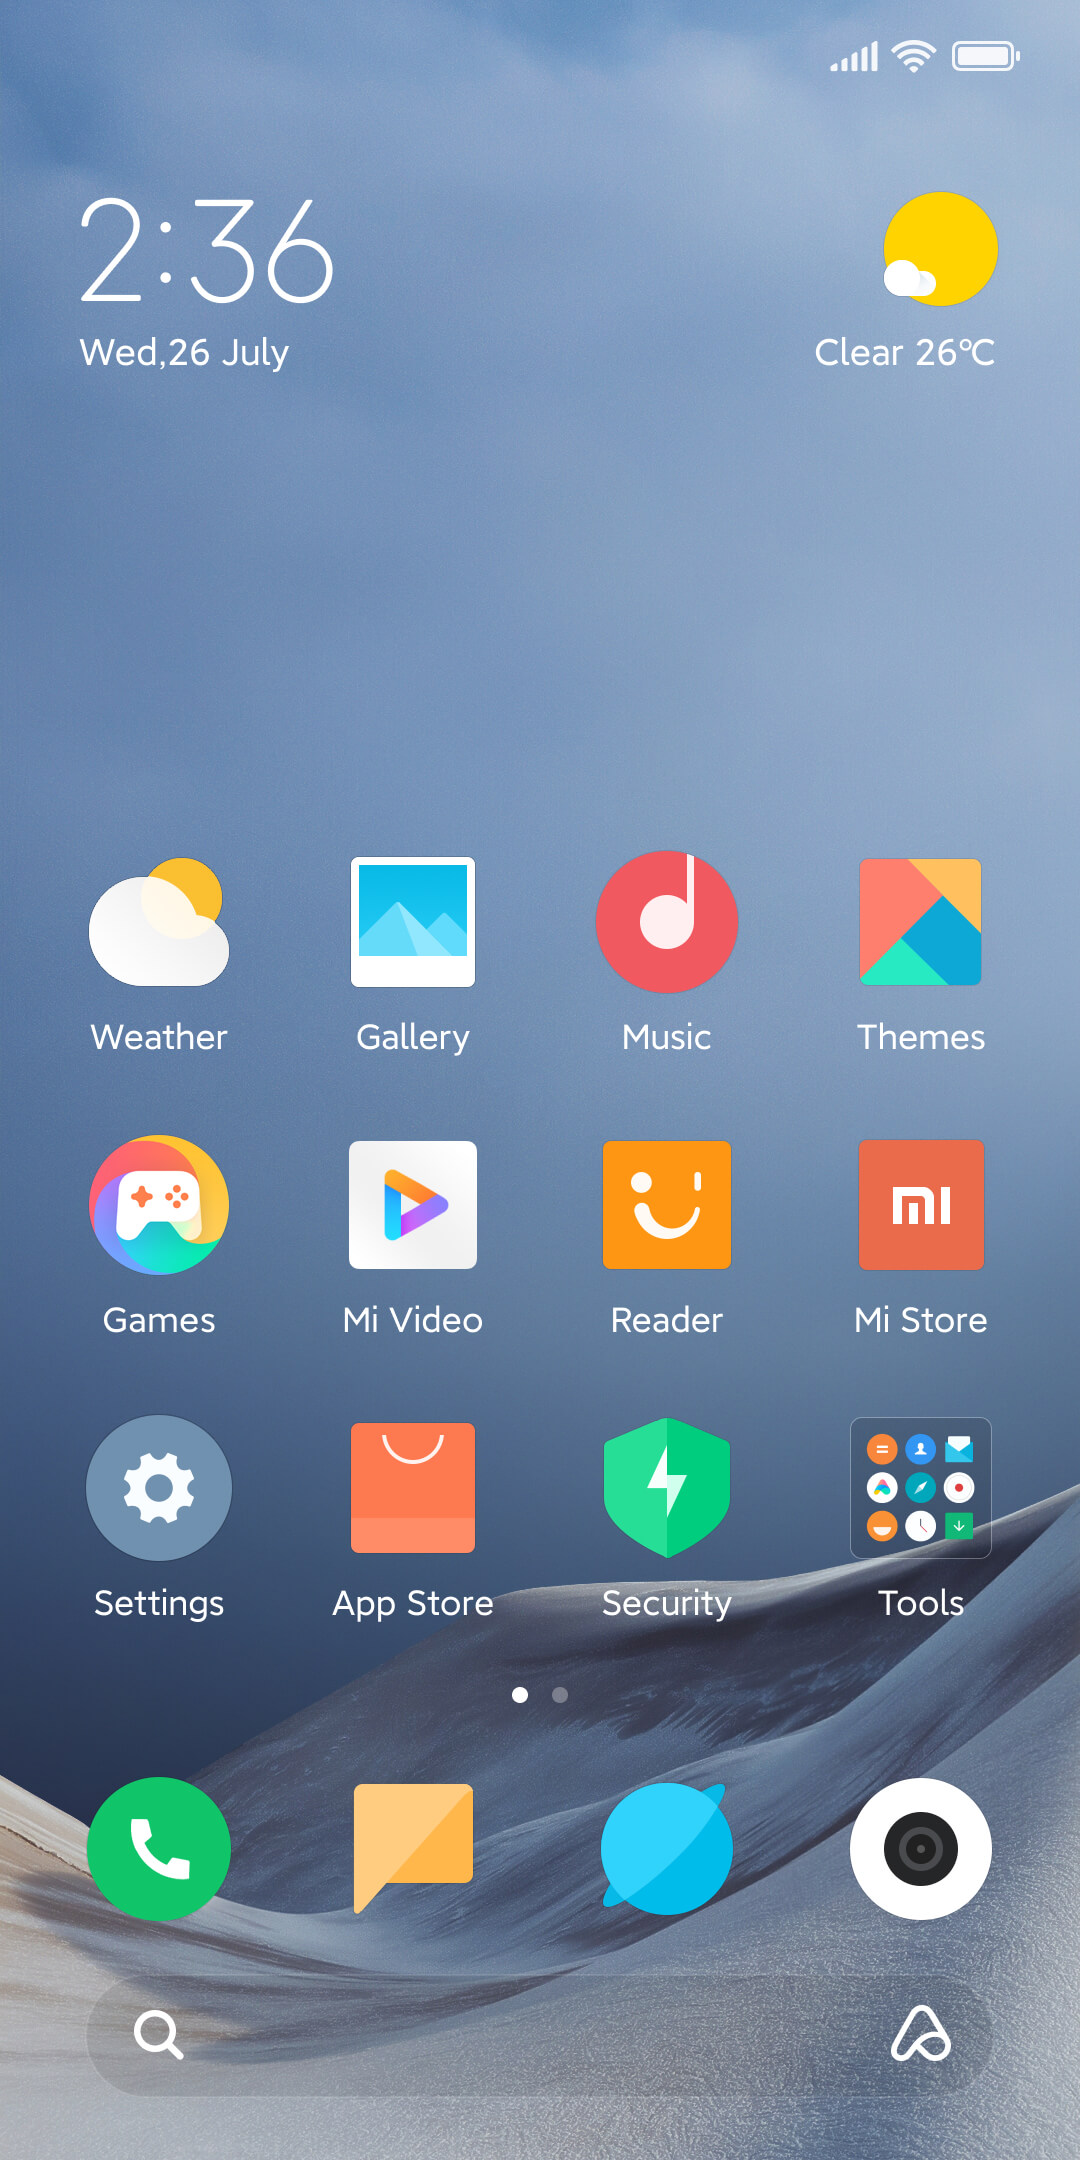 2:36
Wed,26 July
Clear 26℃
Weather
Gallery
Music
Themes
mi
Games
Mi Video
Reader
Mi Store
Settings
App Store
Security
Tools